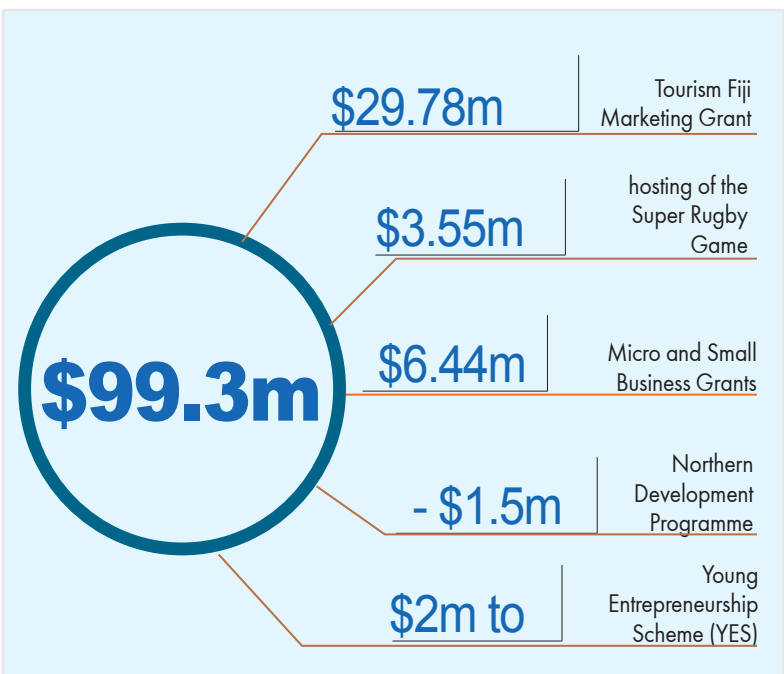 $99.3m
$29.78m
Tourism Fiji
Marketing Grant
$3.55m
hosting of the
Super Rugby
Game
$6.44m
Micro and Small
Business Grants
- $1.5m
Northern
Development
Programme
$2m to
Young
Entrepreneurship
Scheme (YES)